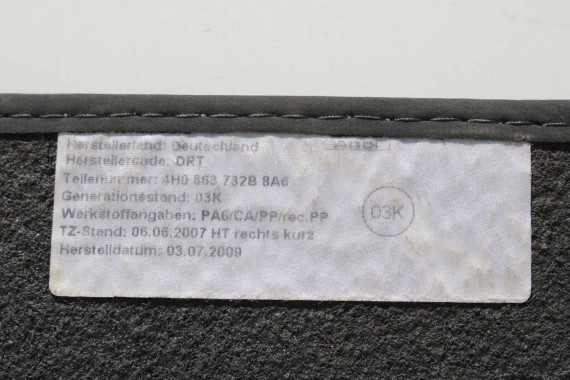 Herstellerland: Deutschland
Herstellercode: DRT
Teilenummer: 4H0 863 732B 8A6
Generationsstand: 03K
Werkstoffangaben: PA6/CA/PP/rec.PP
TZ-Stand: 06.06.2007 HT rechts kurz
Herstelldatum: 03.07.2009
03K